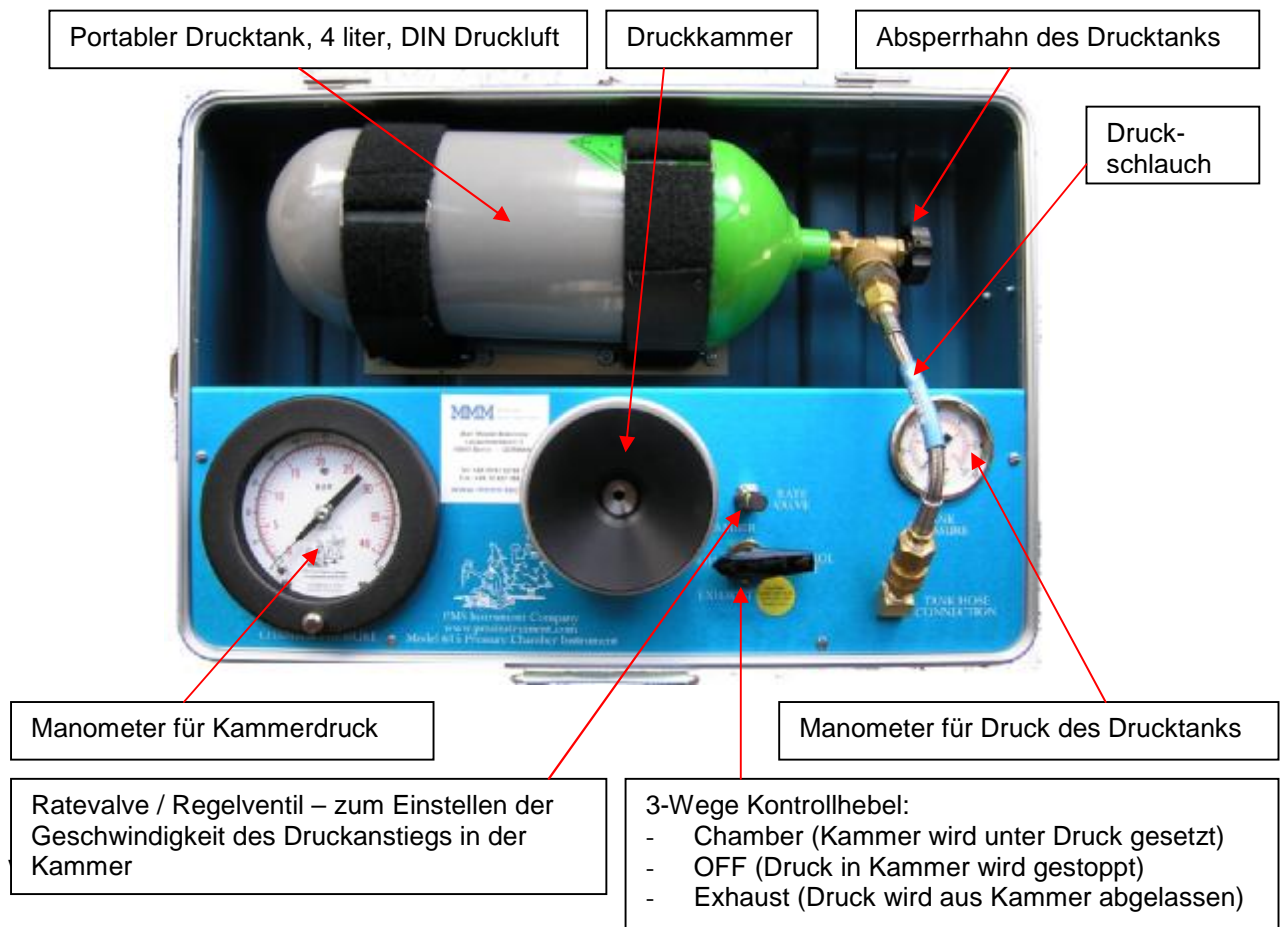 Portabler Drucktank, 4 liter, DIN Druckluft
Druckkammer
Absperrhahn des Drucktanks
Druck-
schlauch
MMM
RATE
VALVE
EXHAUST
TANK HOSE
CONNECTION
PMS Instrument Company
www.pmsinstrument.com
Model 615 Pressure Chamber Instrument
Manometer für Kammerdruck
Manometer für Druck des Drucktanks
Ratevalve / Regelventil – zum Einstellen der
Geschwindigkeit des Druckanstiegs in der
Kammer
3-Wege Kontrollhebel:
- Chamber (Kammer wird unter Druck gesetzt)
- OFF (Druck in Kammer wird gestoppt)
- Exhaust (Druck wird aus Kammer abgelassen)